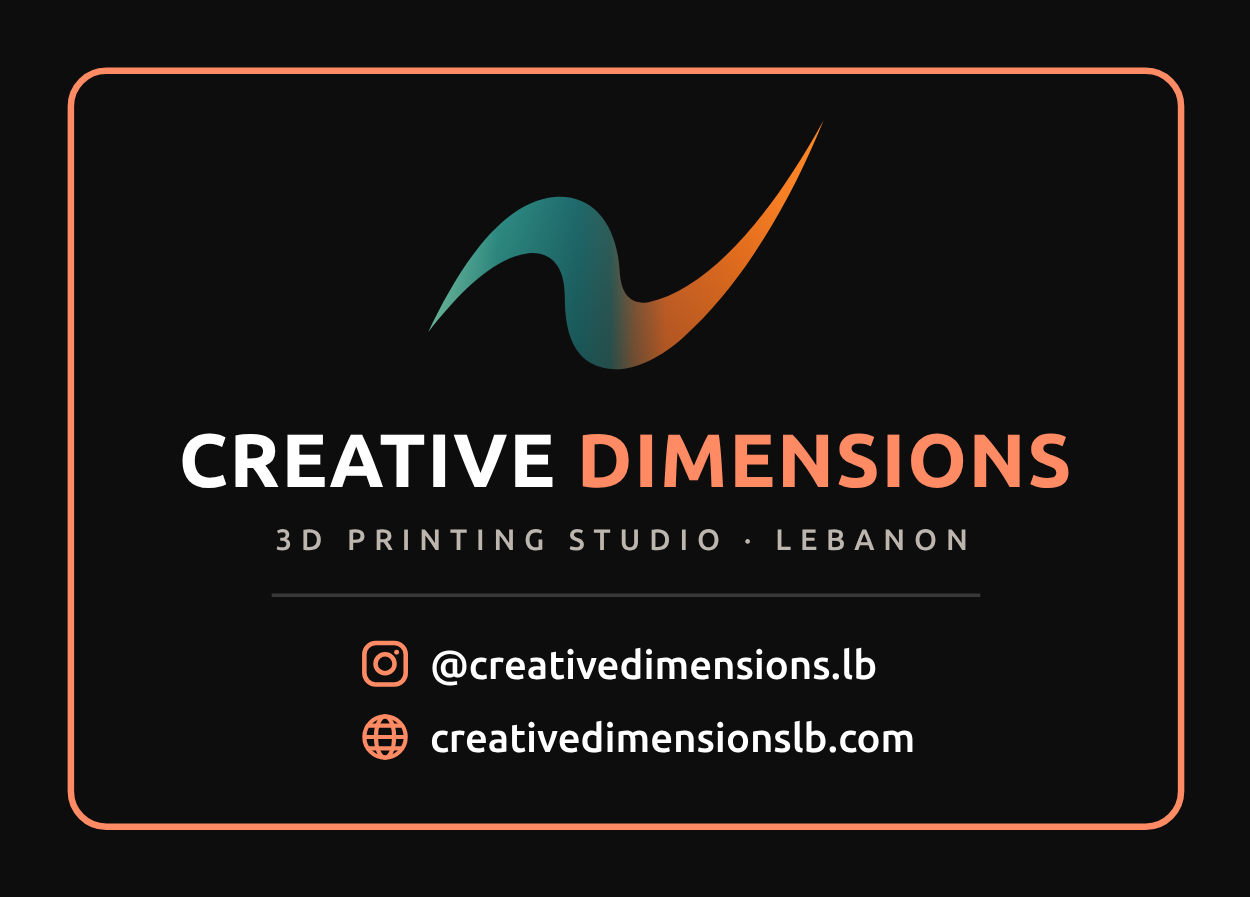 CREATIVE DIMENSIONS
3D PRINTING STUDIO · LEBANON
@creativedimensions.lb
creativedimensionslb.com